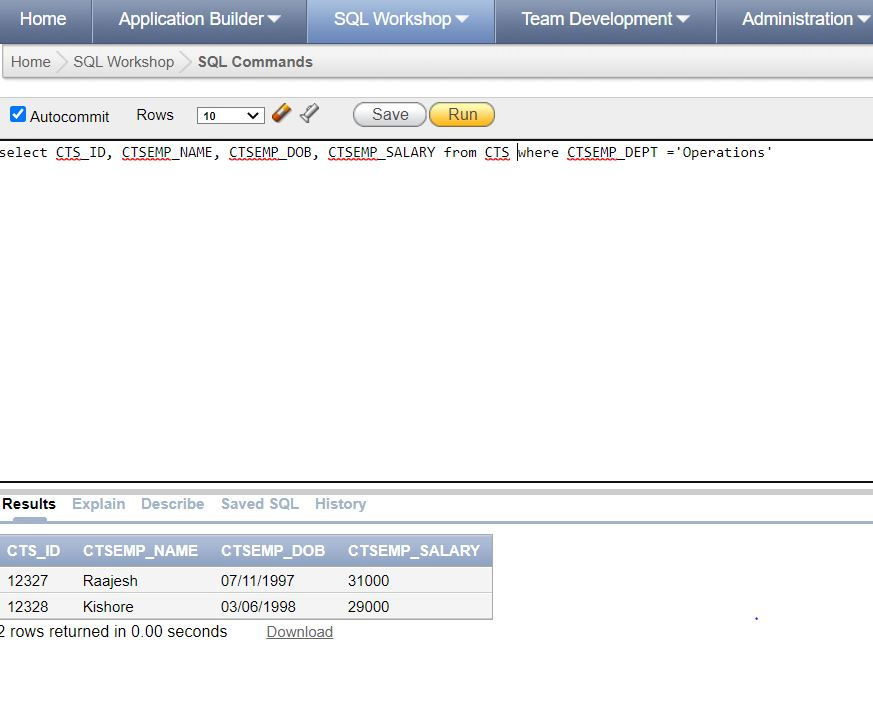 Home Application Builder SQL Workshop Team Development Administration
Home SQL Workshop SQL Commands
Autocommit Rows 10 Save Run
select CTS_ID, CTSEMP_NAME, CTSEMP_DOB, CTSEMP_SALARY from CTS where CTSEMP_DEPT ='Operations'
Results Explain Describe Saved SQL History
CTS_ID CTSEMP_NAME CTSEMP_DOB CTSEMP_SALARY
12327 Raajesh 07/11/1997 31000
12328 Kishore 03/06/1998 29000
2 rows returned in 0.00 seconds Download